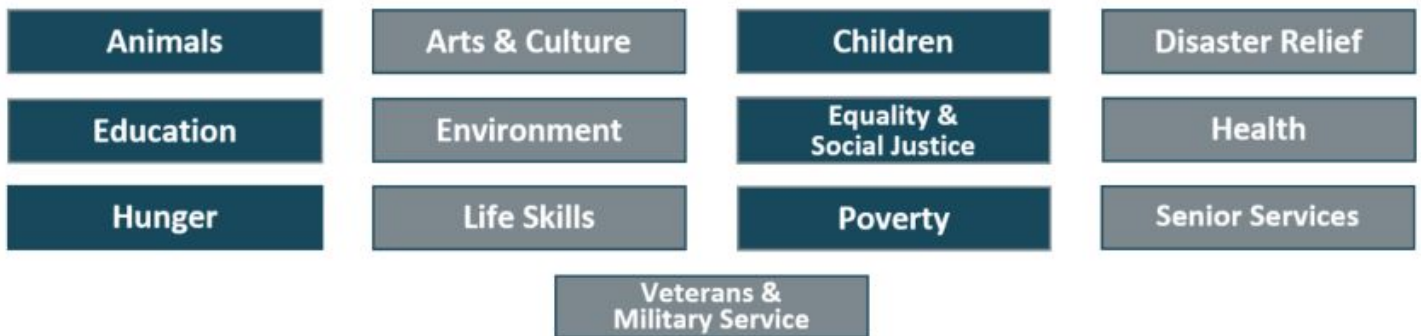 Animals
Arts & Culture
Children
Disaster Relief
Education
Environment
Equality &
Social Justice
Health
Hunger
Life Skills
Poverty
Senior Services
Veterans &
Military Service